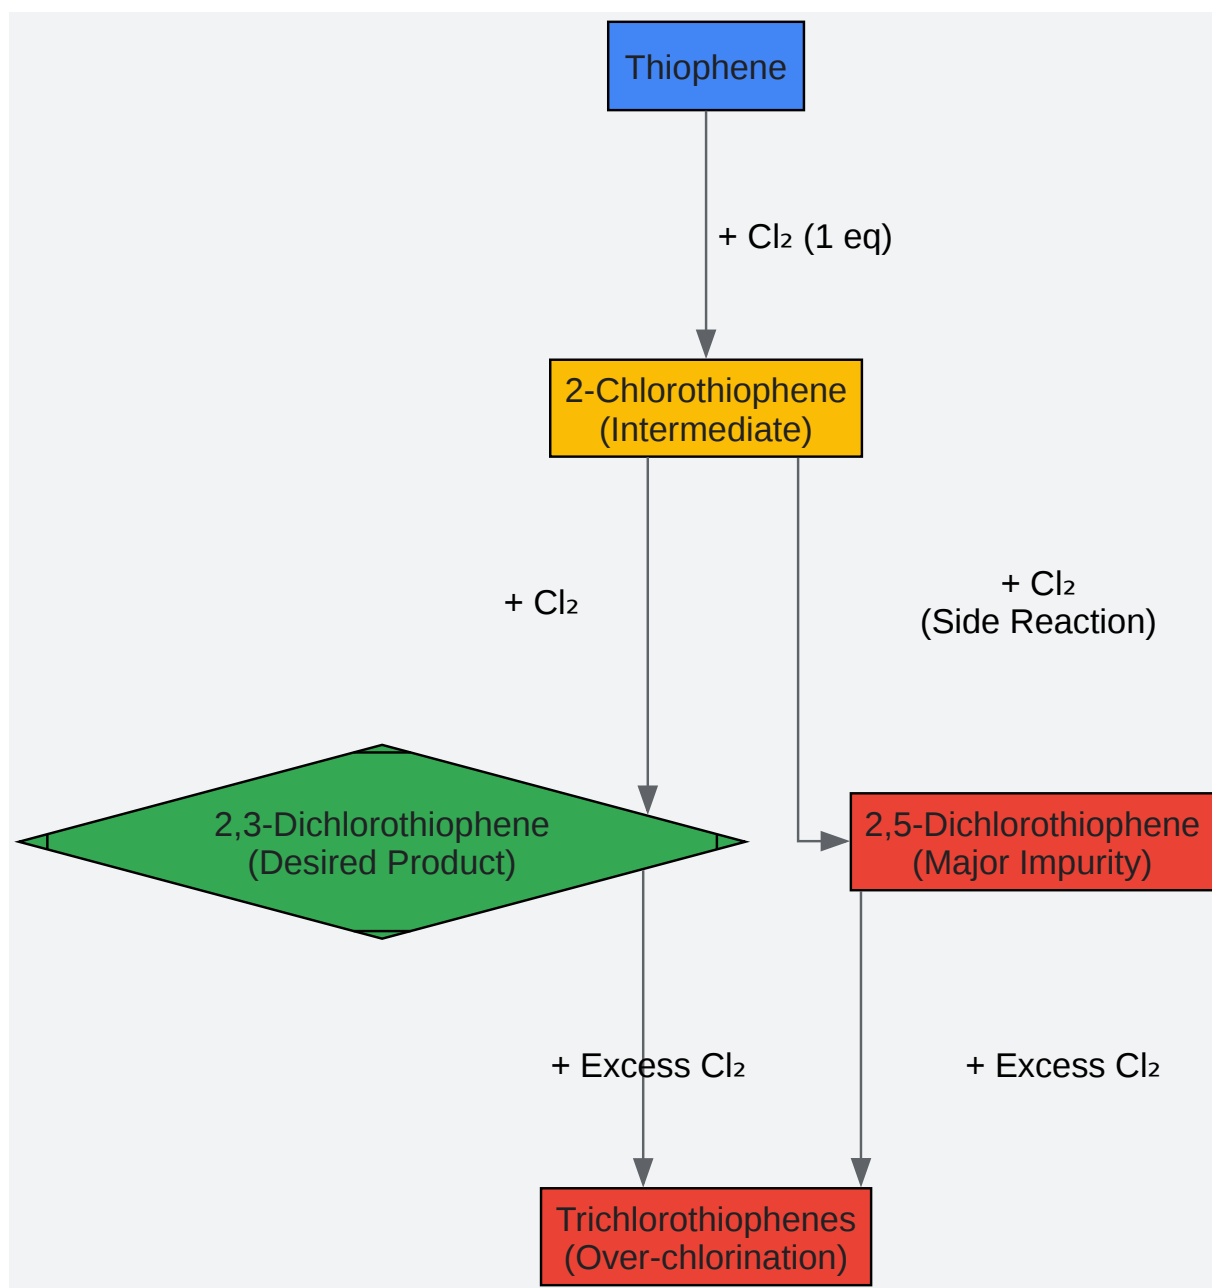 Thiophene
+ Cl₂ (1 eq)
2-Chlorothiophene
(Intermediate)
+ Cl₂
+ Cl₂
(Side Reaction)
2,3-Dichlorothiophene
(Desired Product)
2,5-Dichlorothiophene
(Major Impurity)
+ Excess Cl₂
+ Excess Cl₂
Trichlorothiophenes
(Over-chlorination)